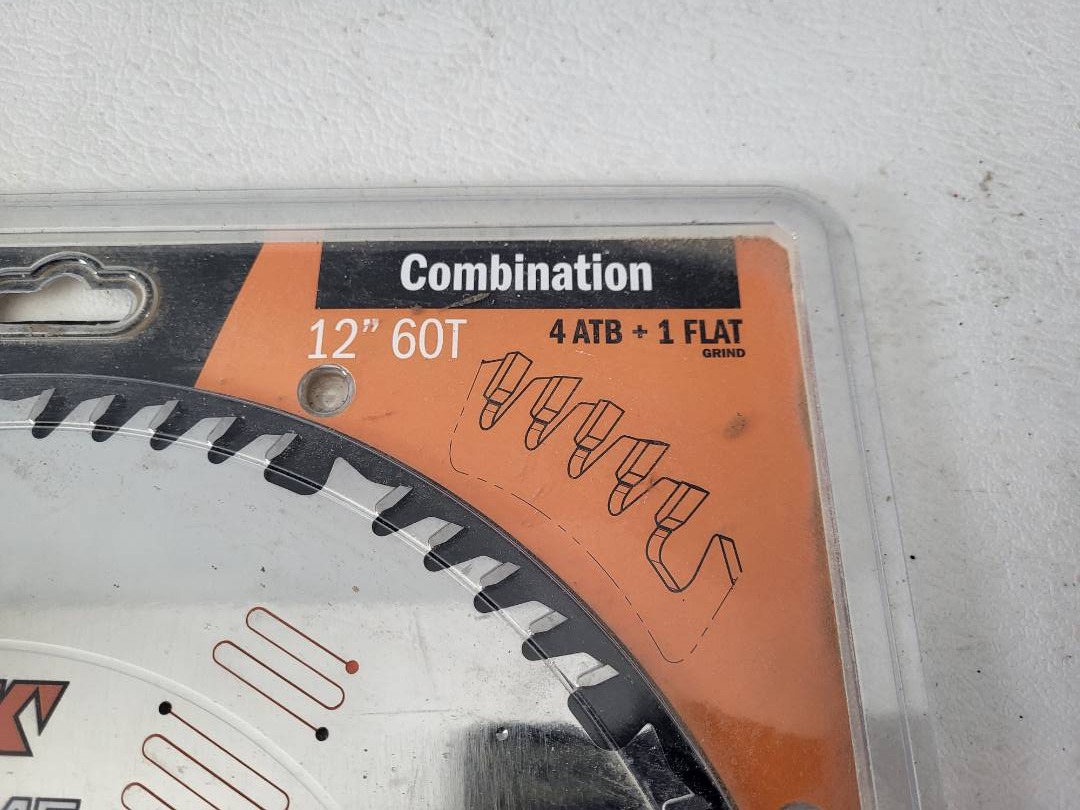 Combination
12” 60T
4 ATB + 1 FLAT
GRIND